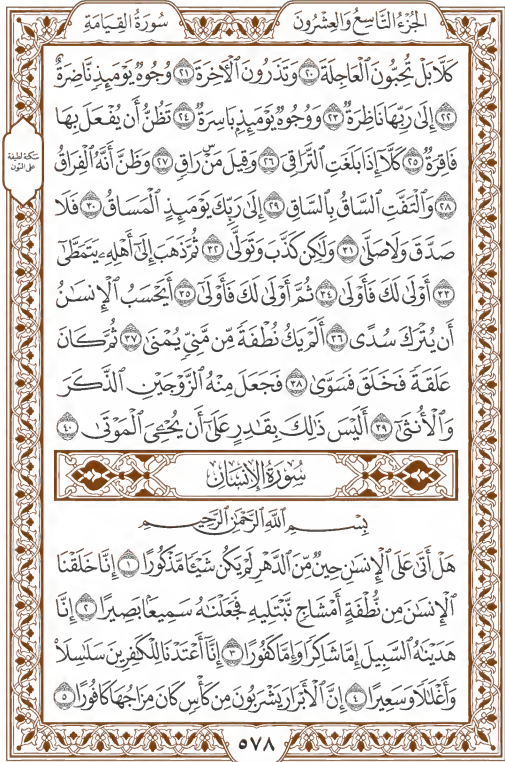 سُورَةُ القِيَامَةِ
الجُزْءُ التَّاسِعُ وَالعِشْرُونَ
كَلَّا بَلْ تُحِبُّونَ ٱلْعَاجِلَةَ ٢٠ وَتَذَرُونَ ٱلْأٓخِرَةَ ٢١ وُجُوهٌ يَوْمَئِذٖ نَّاضِرَةٌ
٢٢ إِلَىٰ رَبِّهَا نَاظِرَةٌ ٢٣ وَوُجُوهٌ يَوْمَئِذِۭ بَاسِرَةٌ ٢٤ تَظُنُّ أَن يُفْعَلَ بِهَا
فَاقِرَةٌ ٢٥ كَلَّآ إِذَا بَلَغَتِ ٱلتَّرَاقِيَ ٢٦ وَقِيلَ مَنْۜ رَاقٖ ٢٧ وَظَنَّ أَنَّهُ ٱلْفِرَاقُ
٢٨ وَٱلْتَفَّتِ ٱلسَّاقُ بِٱلسَّاقِ ٢٩ إِلَىٰ رَبِّكَ يَوْمَئِذٍ ٱلْمَسَاقُ ٣٠ فَلَا
صَدَّقَ وَلَا صَلَّىٰ ٣١ وَلَٰكِن كَذَّبَ وَتَوَلَّىٰ ٣٢ ثُمَّ ذَهَبَ إِلَىٰٓ أَهْلِهِۦ يَتَمَطَّىٰٓ
٣٣ أَوْلَىٰ لَكَ فَأَوْلَىٰ ٣٤ ثُمَّ أَوْلَىٰ لَكَ فَأَوْلَىٰٓ ٣٥ أَيَحْسَبُ ٱلْإِنسَٰنُ
أَن يُتْرَكَ سُدًى ٣٦ أَلَمْ يَكُ نُطْفَةٗ مِّن مَّنِيّٖ يُمْنَىٰ ٣٧ ثُمَّ كَانَ
عَلَقَةٗ فَخَلَقَ فَسَوَّىٰ ٣٨ فَجَعَلَ مِنْهُ ٱلزَّوْجَيْنِ ٱلذَّكَرَ
وَٱلْأُنثَىٰٓ ٣٩ أَلَيْسَ ذَٰلِكَ بِقَٰدِرٍ عَلَىٰٓ أَن يُحْـِۧيَ ٱلْمَوْتَىٰ ٤٠
سُورَةُ الإِنسَانِ
بِسْمِ ٱللَّهِ ٱلرَّحْمَٰنِ ٱلرَّحِيمِ
هَلْ أَتَىٰ عَلَى ٱلْإِنسَٰنِ حِينٌ مِّنَ ٱلدَّهْرِ لَمْ يَكُن شَيْـٔٗا مَّذْكُورًا ١ إِنَّا خَلَقْنَا
ٱلْإِنسَٰنَ مِن نُّطْفَةٍ أَمْشَاجٖ نَّبْتَلِيهِ فَجَعَلْنَٰهُ سَمِيعَۢا بَصِيرًا ٢ إِنَّا
هَدَيْنَٰهُ ٱلسَّبِيلَ إِمَّا شَاكِرٗا وَإِمَّا كَفُورًا ٣ إِنَّآ أَعْتَدْنَا لِلْكَٰفِرِينَ سَلَٰسِلَاْ
وَأَغْلَٰلٗا وَسَعِيرًا ٤ إِنَّ ٱلْأَبْرَارَ يَشْرَبُونَ مِن كَأْسٖ كَانَ مِزَاجُهَا كَافُورًا ٥
سكتة لطيفة
على النون
٥٧٨